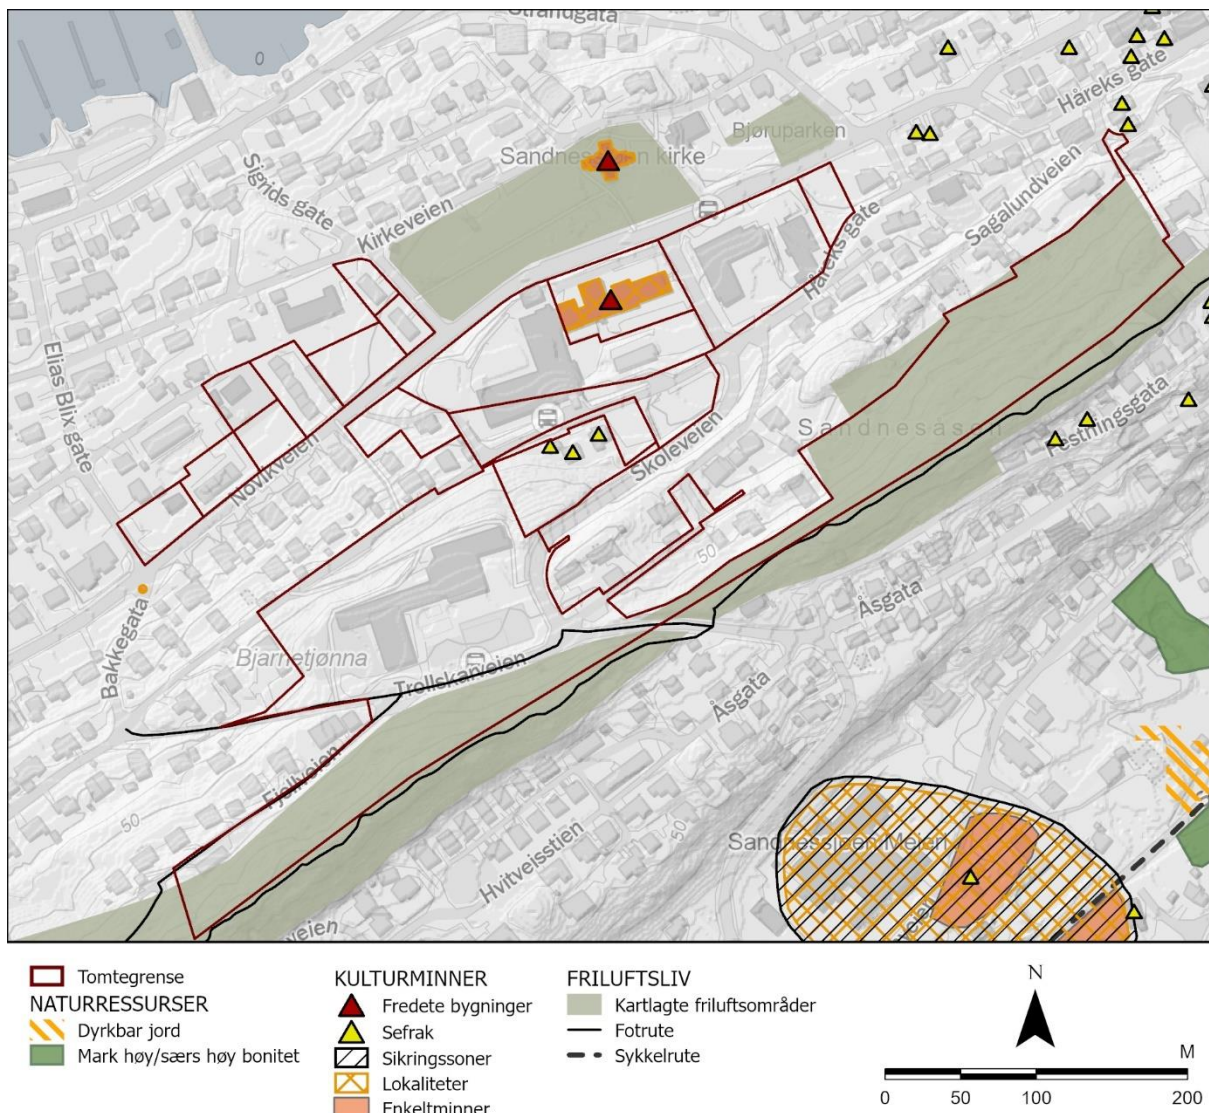 Strandgata
0
Håreks gate
Bjøruparken
kirke
Sigrids gate
Kirkeveien
Sagalundveien
Håreks gate
Elias Blix gate
Novikveien
Skoleveien
Sandnesåsen
Festningsgata
50
Åsgata
Bakkegata
Bjarnetjønna
Trollskarveien
Åsgata
Fjellveien
50
50
Hvitveisstien
Sandnessjøen Meieri
veien
veien
Tomtegrense
NATURRESSURSER
Dyrkbar jord
Mark høy/særs høy bonitet
KULTURMINNER
Fredete bygninger
Sefrak
Sikringssoner
Lokaliteter
Enkeltminner
FRILUFTSLIV
Kartlagte friluftsområder
Fotrute
Sykkelrute
N
M
0 50 100 200